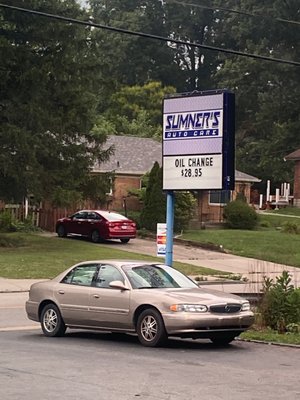 SUMNER'S
AUTO CARE
OIL CHANGE
$28.95